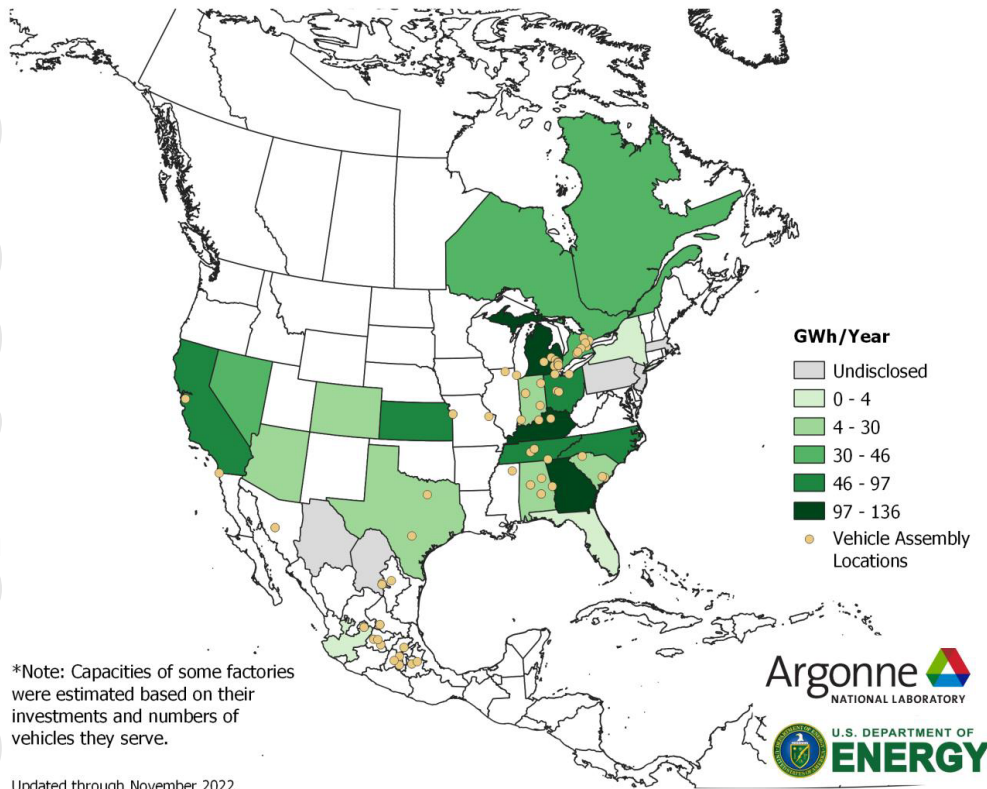 GWh/Year
Undisclosed
0 - 4
4 - 30
30 - 46
46 - 97
97 - 136
Vehicle Assembly
Locations
*Note: Capacities of some factories
were estimated based on their
investments and numbers of
vehicles they serve.
Updated through November 2022
Argonne
NATIONAL LABORATORY
U.S. DEPARTMENT OF
ENERGY